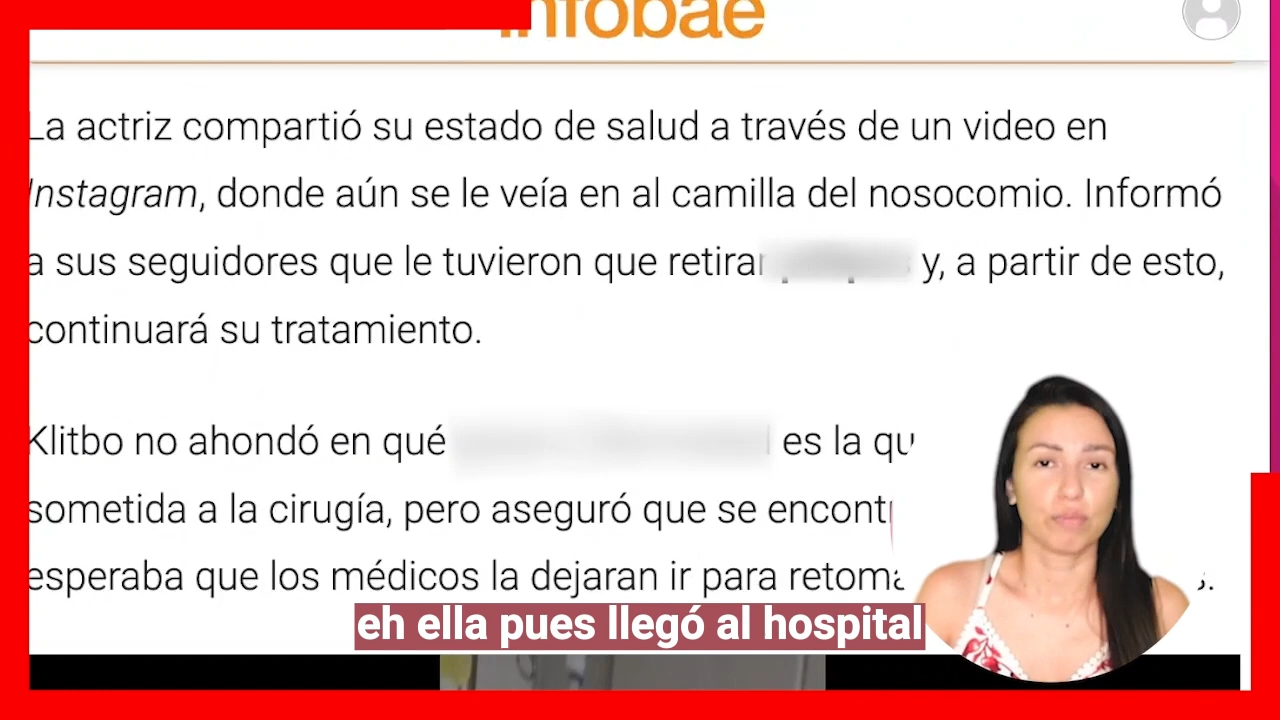 infobae
La actriz compartió su estado de salud a través de un video en
Instagram, donde aún se le veía en al camilla del nosocomio. Informó
a sus seguidores que le tuvieron que retirar y, a partir de esto,
continuará su tratamiento.
Klitbo no ahondó en qué es la qu
sometida a la cirugía, pero aseguró que se encont
esperaba que los médicos la dejaran ir para retoma s.
eh ella pues llegó al hospital